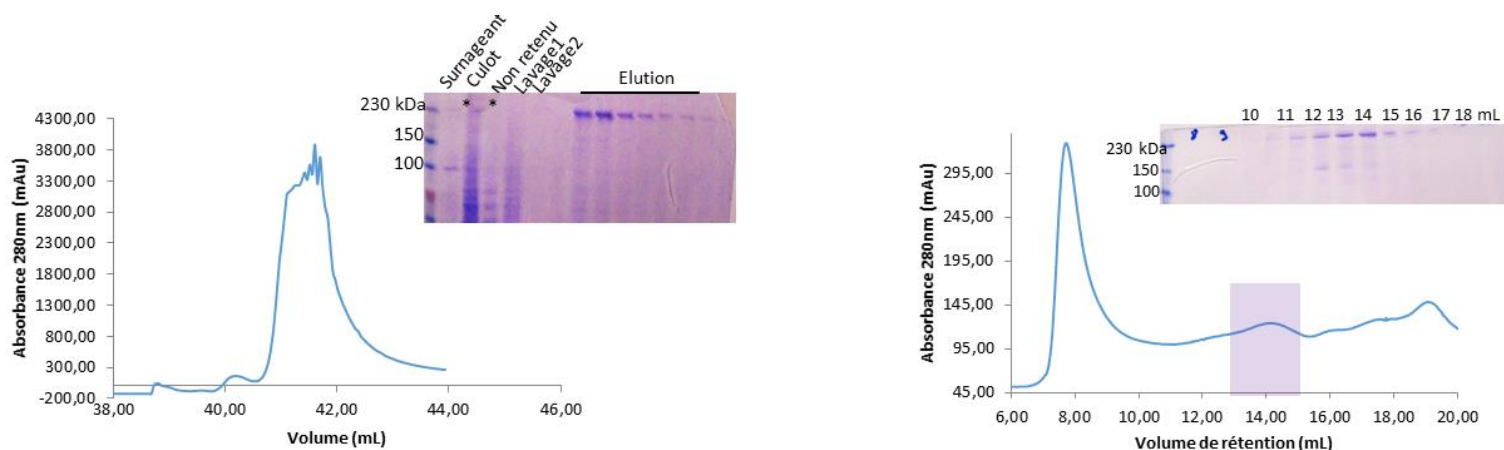 Surnageant
Culot
Non retenu
Lavage1
Lavage2
Elution
* *
230 kDa
150
100
4300,00
3800,00
3300,00
2800,00
2300,00
1800,00
1300,00
800,00
300,00
-200,00
Absorbance 280nm (mAu)
38,00 40,00 42,00 44,00 46,00
Volume (mL)
10 11 12 13 14 15 16 17 18 mL
230 kDa
150
100
295,00
245,00
195,00
145,00
95,00
45,00
Absorbance 280nm (mAu)
6,00 8,00 10,00 12,00 14,00 16,00 18,00 20,00
Volume de rétention (mL)